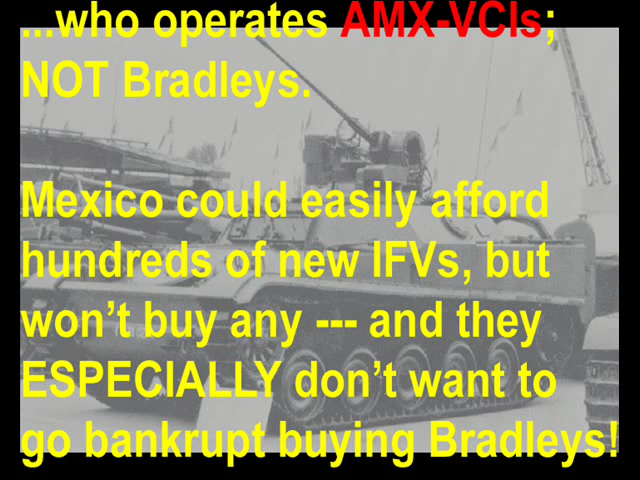 ...who operates AMX-VCIs;
NOT Bradleys.
Mexico could easily afford
hundreds of new IFVs, but
won’t buy any --- and they
ESPECIALLY don’t want to
go bankrupt buying Bradleys!